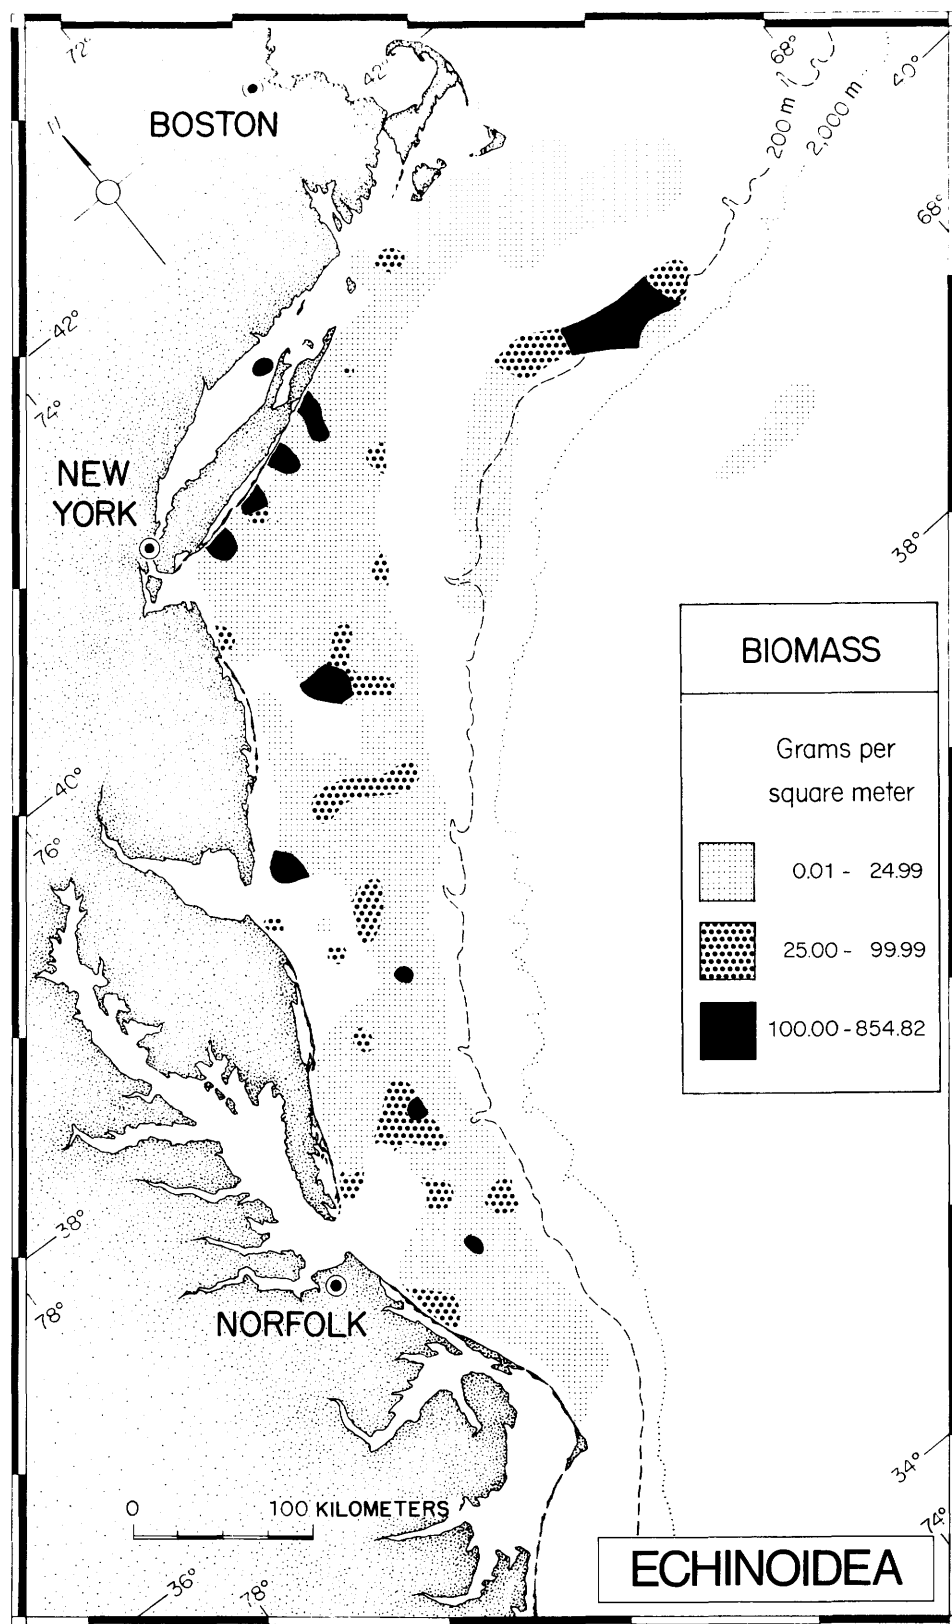 72°
42°
68°
40°
BOSTON
200 m
2,000 m
N
68°
42°
74°
NEW
YORK
38°
BIOMASS
Grams per
square meter
40°
76°
0.01 - 24.99
25.00 - 99.99
100.00 - 854.82
38°
78°
NORFOLK
34°
0 100 KILOMETERS
74°
ECHINOIDEA
36°
78°